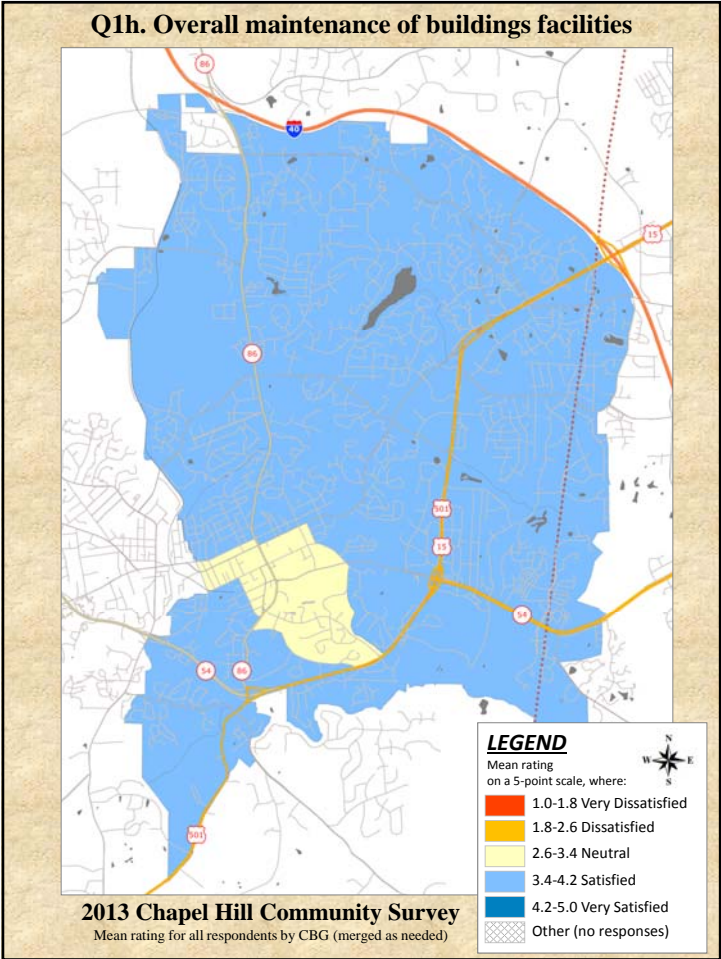 Q1h. Overall maintenance of buildings facilities
86
40
15
86
501
15
54
54
86
501
LEGEND
Mean rating
on a 5-point scale, where:
N
W E
S
1.0-1.8 Very Dissatisfied
1.8-2.6 Dissatisfied
2.6-3.4 Neutral
3.4-4.2 Satisfied
4.2-5.0 Very Satisfied
Other (no responses)
2013 Chapel Hill Community Survey
Mean rating for all respondents by CBG (merged as needed)